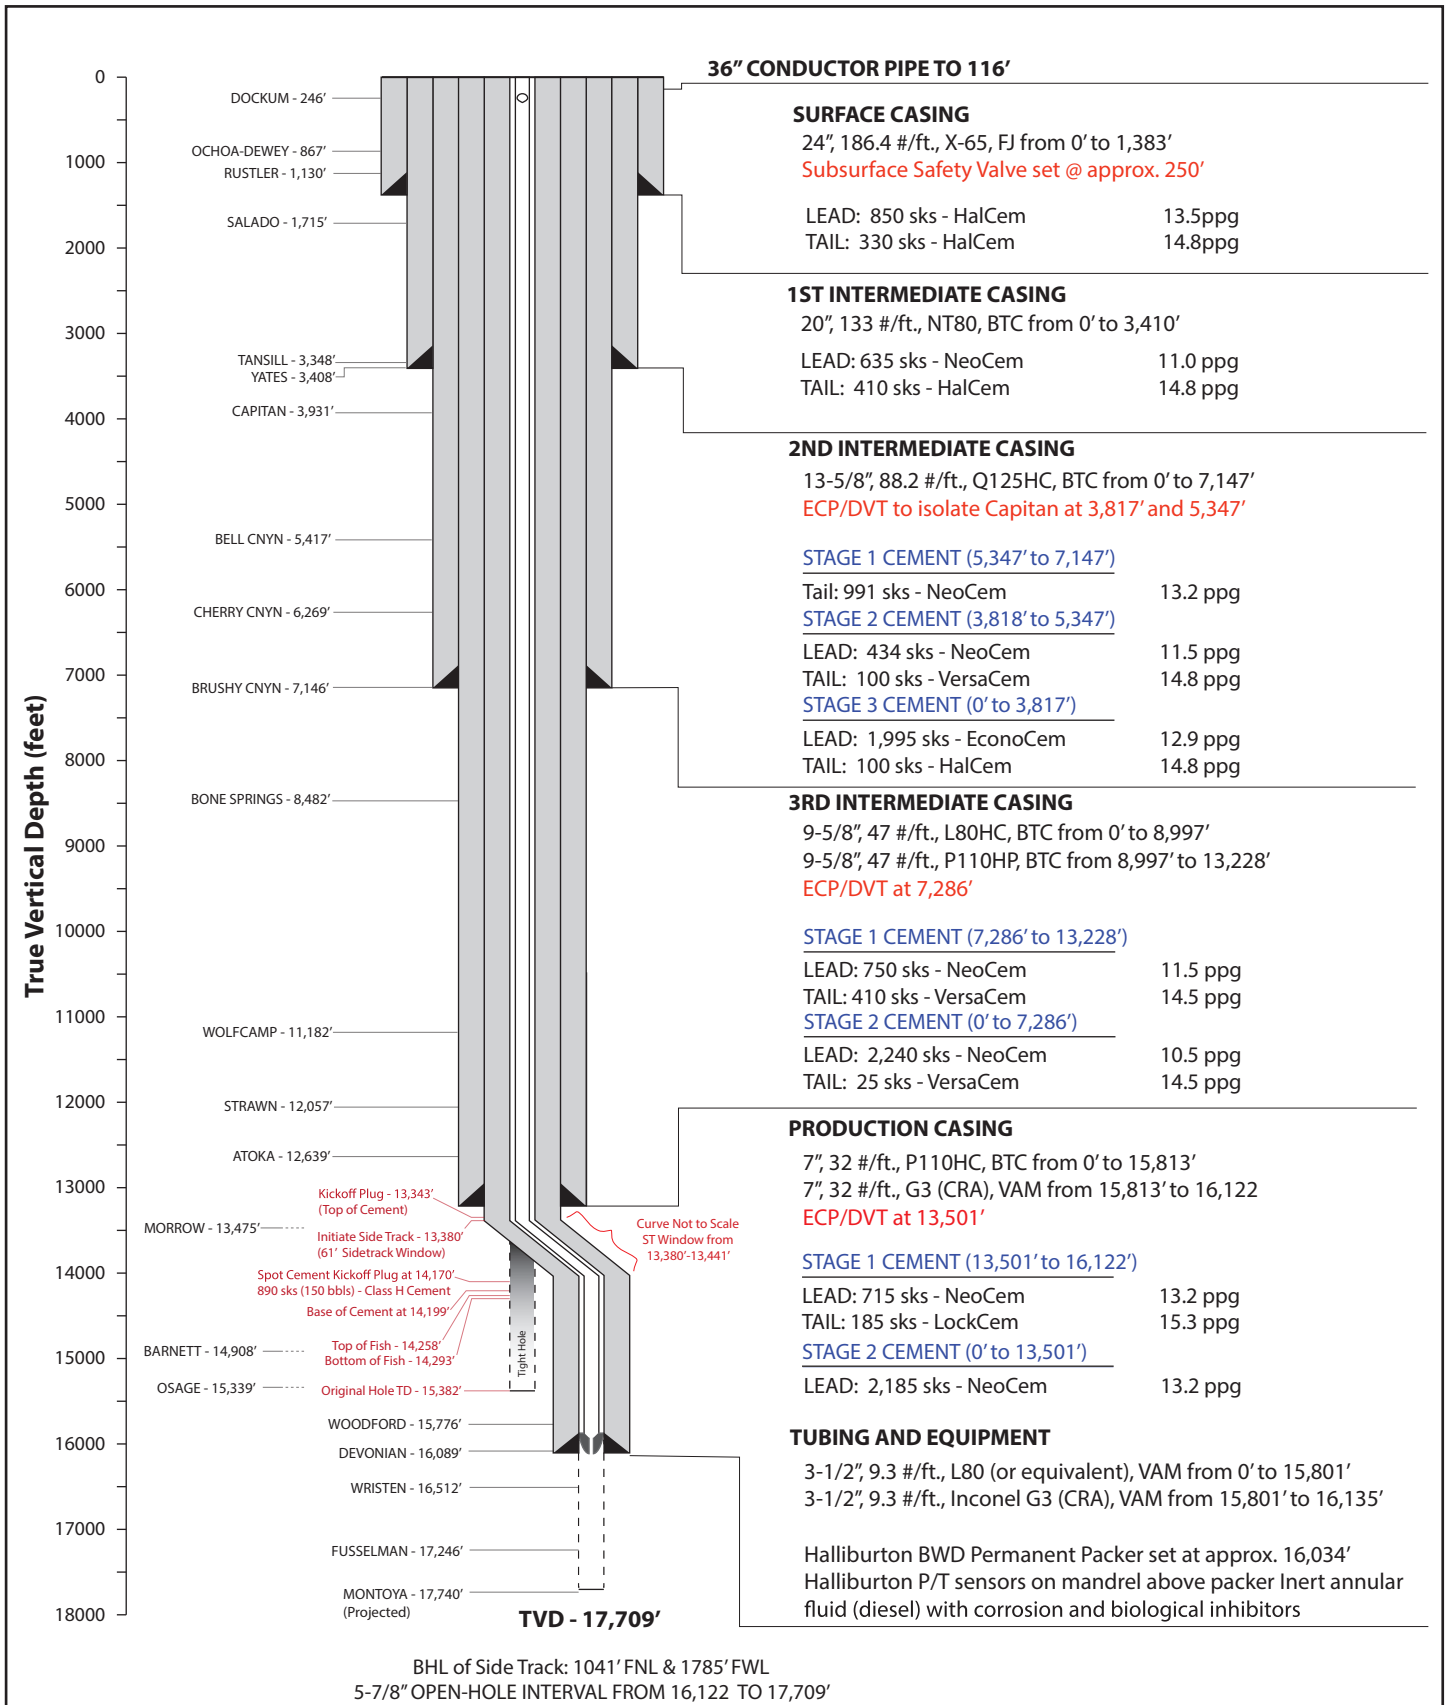 36” CONDUCTOR PIPE TO 116’
SURFACE CASING
24”, 186.4 #/ft., X-65, FJ from 0’ to 1,383’
Subsurface Safety Valve set @ approx. 250’
LEAD: 850 sks - HalCem 13.5ppg
TAIL: 330 sks - HalCem 14.8ppg
1ST INTERMEDIATE CASING
20”, 133 #/ft., NT80, BTC from 0’ to 3,410’
LEAD: 635 sks - NeoCem 11.0 ppg
TAIL: 410 sks - HalCem 14.8 ppg
2ND INTERMEDIATE CASING
13-5/8”, 88.2 #/ft., Q125HC, BTC from 0’ to 7,147’
ECP/DVT to isolate Capitan at 3,817’ and 5,347’
STAGE 1 CEMENT (5,347’ to 7,147’)
Tail: 991 sks - NeoCem 13.2 ppg
STAGE 2 CEMENT (3,818’ to 5,347’)
LEAD: 434 sks - NeoCem 11.5 ppg
TAIL: 100 sks - VersaCem 14.8 ppg
STAGE 3 CEMENT (0’ to 3,817’)
LEAD: 1,995 sks - EconoCem 12.9 ppg
TAIL: 100 sks - HalCem 14.8 ppg
3RD INTERMEDIATE CASING
9-5/8”, 47 #/ft., L80HC, BTC from 0’ to 8,997’
9-5/8”, 47 #/ft., P110HP, BTC from 8,997’ to 13,228’
ECP/DVT at 7,286’
STAGE 1 CEMENT (7,286’ to 13,228’)
LEAD: 750 sks - NeoCem 11.5 ppg
TAIL: 410 sks - VersaCem 14.5 ppg
STAGE 2 CEMENT (0’ to 7,286’)
LEAD: 2,240 sks - NeoCem 10.5 ppg
TAIL: 25 sks - VersaCem 14.5 ppg
PRODUCTION CASING
7”, 32 #/ft., P110HC, BTC from 0’ to 15,813’
7”, 32 #/ft., G3 (CRA), VAM from 15,813’ to 16,122
ECP/DVT at 13,501’
STAGE 1 CEMENT (13,501’ to 16,122’)
LEAD: 715 sks - NeoCem 13.2 ppg
TAIL: 185 sks - LockCem 15.3 ppg
STAGE 2 CEMENT (0’ to 13,501’)
LEAD: 2,185 sks - NeoCem 13.2 ppg
TUBING AND EQUIPMENT
3-1/2”, 9.3 #/ft., L80 (or equivalent), VAM from 0’ to 15,801’
3-1/2”, 9.3 #/ft., Inconel G3 (CRA), VAM from 15,801’ to 16,135’
Halliburton BWD Permanent Packer set at approx. 16,034’
Halliburton P/T sensors on mandrel above packer Inert annular
fluid (diesel) with corrosion and biological inhibitors
True Vertical Depth (feet)
0
1000
2000
3000
4000
5000
6000
7000
8000
9000
10000
11000
12000
13000
14000
15000
16000
17000
18000
DOCKUM - 246’
OCHOA-DEWEY - 867’
RUSTLER - 1,130’
SALADO - 1,715’
TANSILL - 3,348’
YATES - 3,408’
CAPITAN - 3,931’
BELL CNYN - 5,417’
CHERRY CNYN - 6,269’
BRUSHY CNYN - 7,146’
BONE SPRINGS - 8,482’
WOLFCAMP - 11,182’
STRAWN - 12,057’
ATOKA - 12,639’
Kickoff Plug - 13,343’
(Top of Cement)
MORROW - 13,475’
Initiate Side Track - 13,380’
(61’ Sidetrack Window)
Curve Not to Scale
ST Window from
13,380’-13,441’
Spot Cement Kickoff Plug at 14,170’
890 sks (150 bbls) - Class H Cement
Base of Cement at 14,199’
Top of Fish - 14,258’
Bottom of Fish - 14,293’
Tight Hole
BARNETT - 14,908’
OSAGE - 15,339’
Original Hole TD - 15,382’
WOODFORD - 15,776’
DEVONIAN - 16,089’
WRISTEN - 16,512’
FUSSELMAN - 17,246’
MONTOYA - 17,740’
(Projected)
TVD - 17,709’
BHL of Side Track: 1041’ FNL & 1785’ FWL
5-7/8” OPEN-HOLE INTERVAL FROM 16,122 TO 17,709’